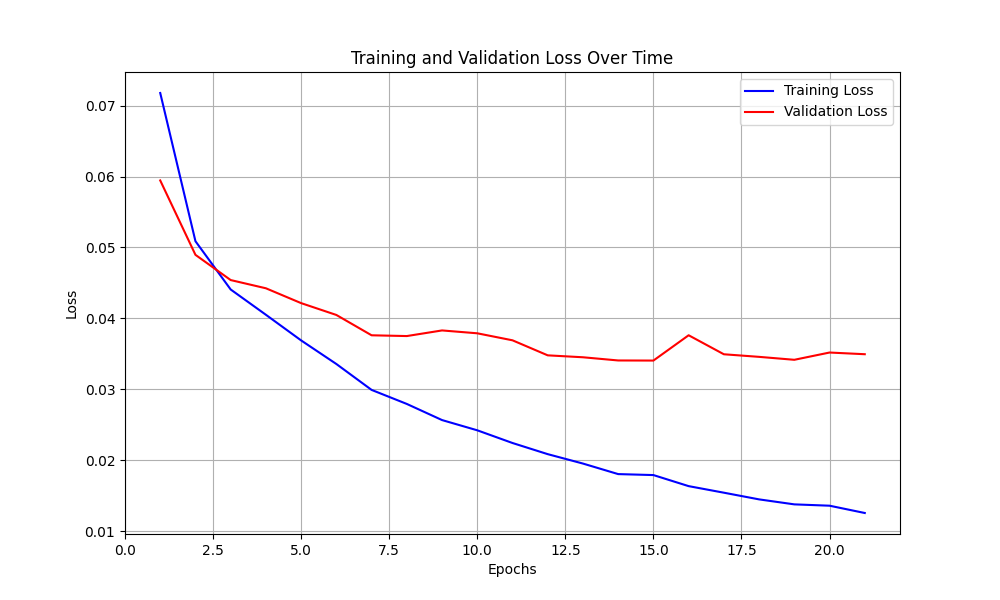 Training and Validation Loss Over Time
Training Loss
Validation Loss
Loss
0.07
0.06
0.05
0.04
0.03
0.02
0.01
0.0 2.5 5.0 7.5 10.0 12.5 15.0 17.5 20.0
Epochs